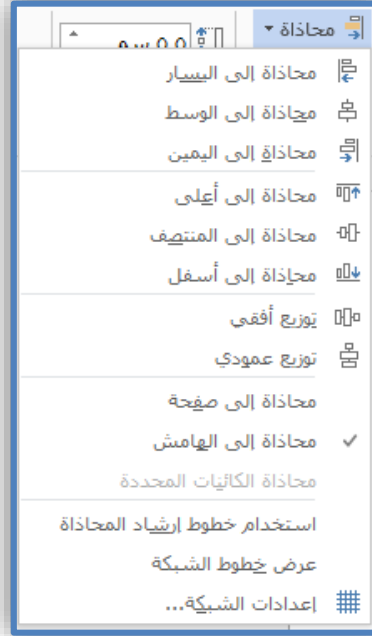 محاذاة
محاذاة إلى اليسار
محاذاة إلى الوسط
محاذاة إلى اليمين
محاذاة إلى أعلى
محاذاة إلى المنتصف
محاذاة إلى أسفل
توزيع أفقي
توزيع عمودي
محاذاة إلى صفحة
محاذاة إلى الهامش
محاذاة الكائنات المحددة
استخدام خطوط إرشاد المحاذاة
عرض خطوط الشبكة
إعدادات الشبكة...